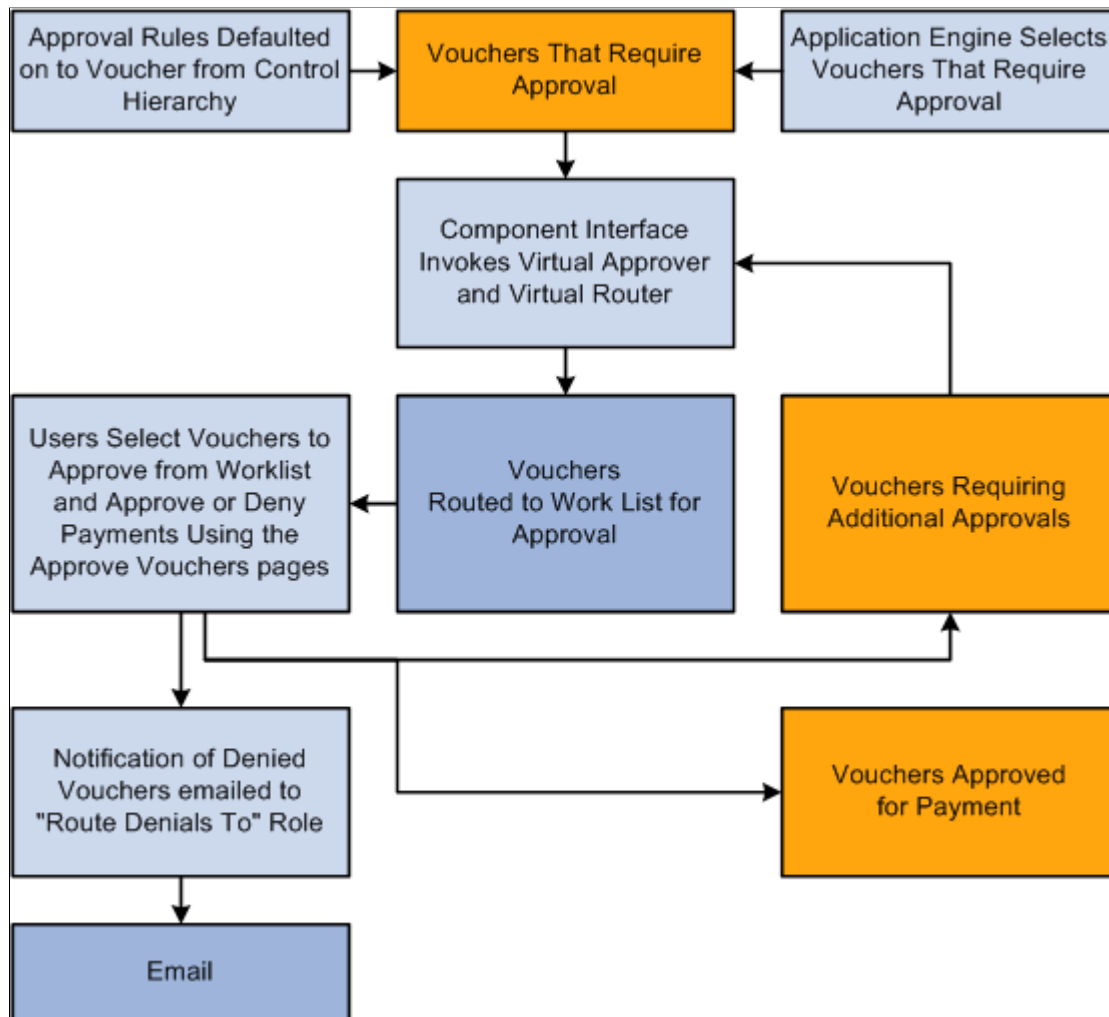 Approval Rules Defaulted
on to Voucher from Control
Hierarchy
Vouchers That Require
Approval
Application Engine Selects
Vouchers That Require
Approval
Component Interface
Invokes Virtual Approver
and Virtual Router
Users Select Vouchers to
Approve from Worklist
and Approve or Deny
Payments Using the
Approve Vouchers pages
Vouchers
Routed to Work List for
Approval
Vouchers Requiring
Additional Approvals
Notification of Denied
Vouchers emailed to
"Route Denials To" Role
Vouchers Approved
for Payment
Email